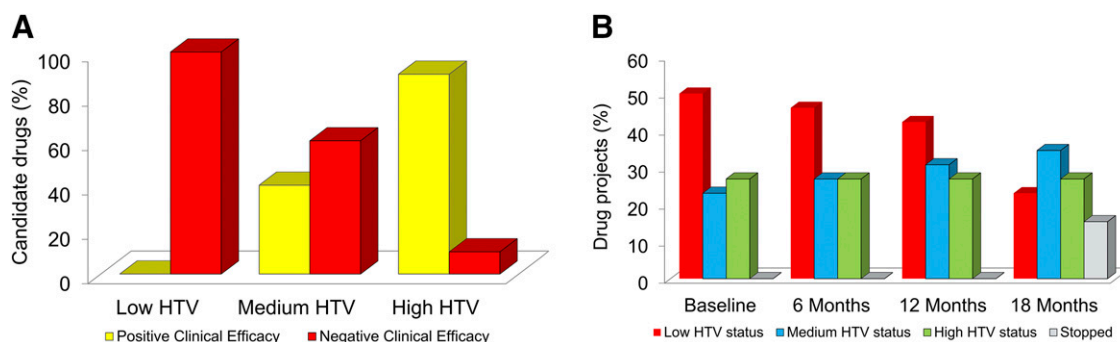 A
Candidate drugs (%)
100
80
60
40
20
0
Low HTV
Medium HTV
High HTV
Positive Clinical Efficacy
Negative Clinical Efficacy
B
Drug projects (%)
60
50
40
30
20
10
0
Baseline
6 Months
12 Months
18 Months
Low HTV status
Medium HTV status
High HTV status
Stopped